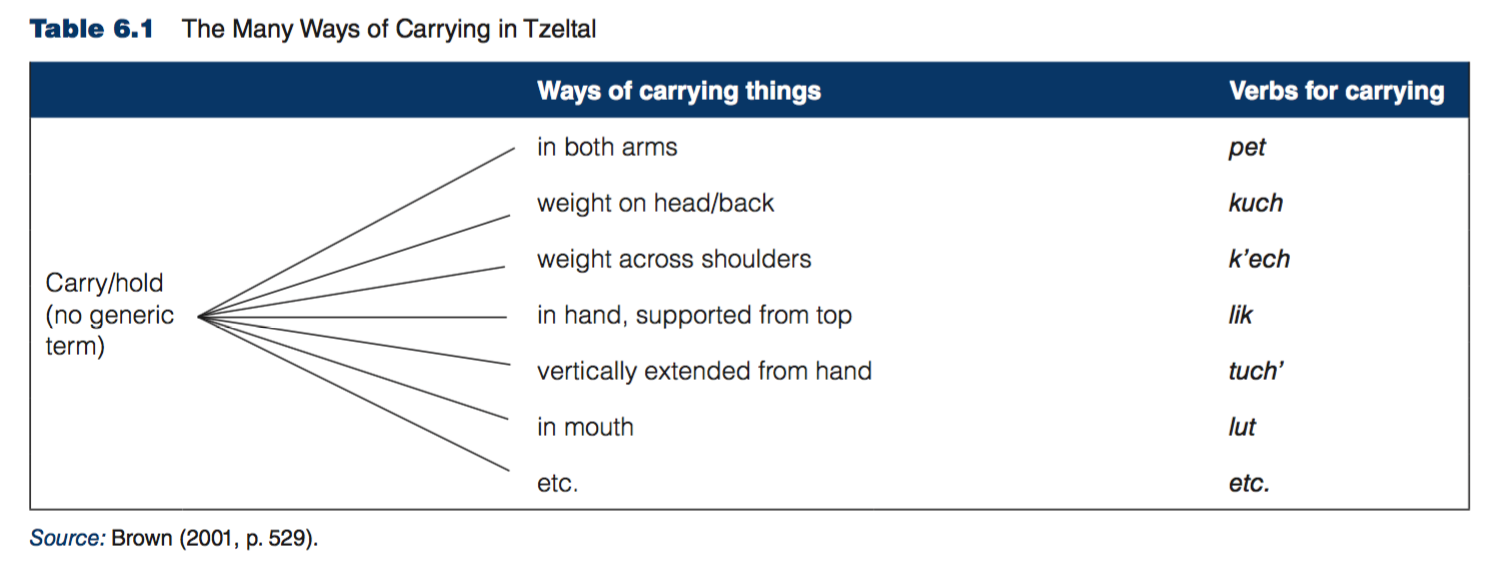 Table 6.1 The Many Ways of Carrying in Tzeltal
Ways of carrying things Verbs for carrying
in both arms pet
weight on head/back kuch
weight across shoulders k’ech
Carry/hold
(no generic
term)
in hand, supported from top lik
vertically extended from hand tuch’
in mouth lut
etc. etc.
Source: Brown (2001, p. 529).